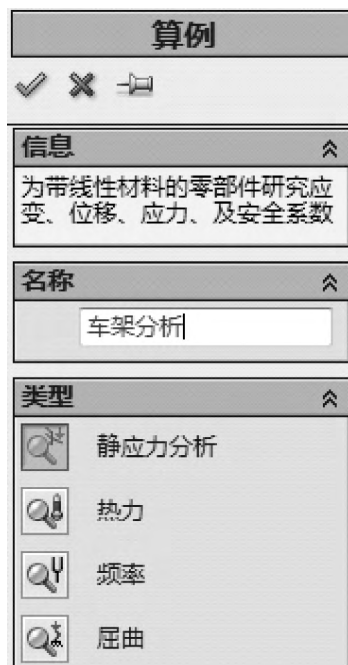 算例
信息
为带线性材料的零部件研究应
变、位移、应力、及安全系数
名称
车架分析
类型
静应力分析
热力
频率
屈曲